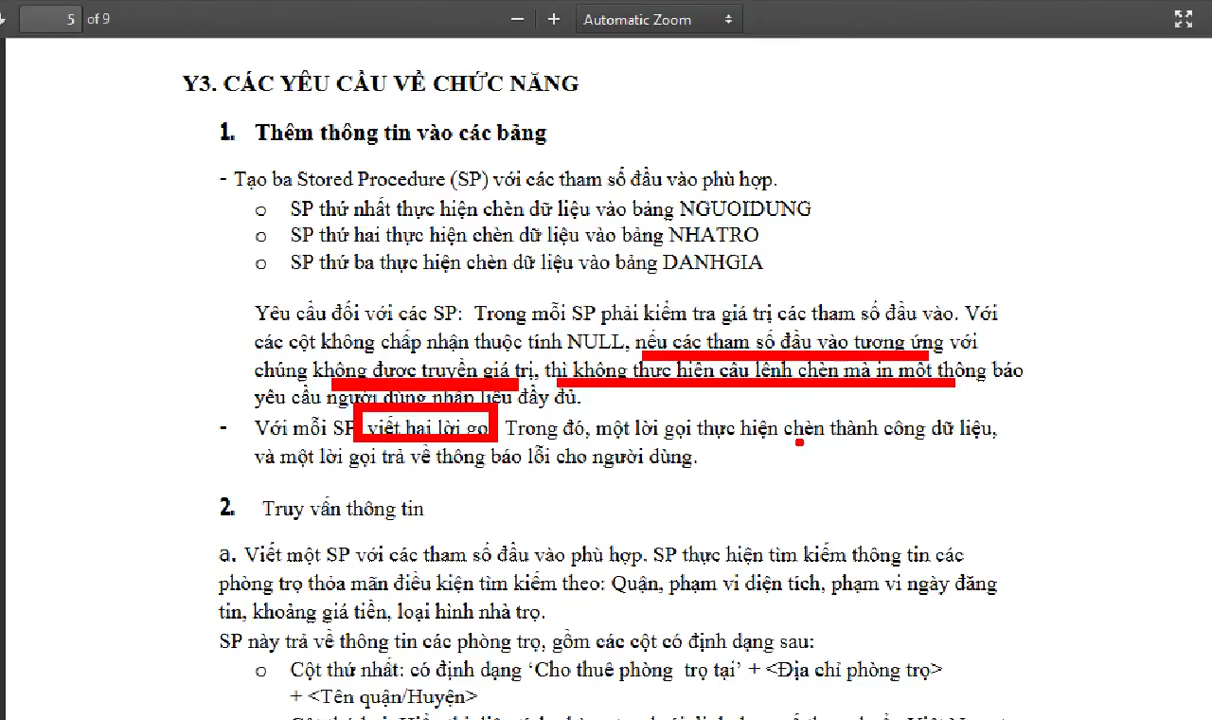 5 of 9
Automatic Zoom
Y3. CÁC YÊU CẦU VỀ CHỨC NĂNG
1. Thêm thông tin vào các bảng
- Tạo ba Stored Procedure (SP) với các tham số đầu vào phù hợp.
o SP thứ nhất thực hiện chèn dữ liệu vào bảng NGUOIDUNG
o SP thứ hai thực hiện chèn dữ liệu vào bảng NHATRO
o SP thứ ba thực hiện chèn dữ liệu vào bảng DANHGIA
Yêu cầu đối với các SP: Trong mỗi SP phải kiểm tra giá trị các tham số đầu vào. Với
các cột không chấp nhận thuộc tính NULL, nếu các tham số đầu vào tương ứng với
chúng không được truyền giá trị, thì không thực hiện câu lệnh chèn mà in một thông báo
yêu cầu người dùng nhập liệu đầy đủ.
- Với mỗi SP viết hai lời gọi Trong đó, một lời gọi thực hiện chèn thành công dữ liệu,
và một lời gọi trả về thông báo lỗi cho người dùng.
2. Truy vấn thông tin
a. Viết một SP với các tham số đầu vào phù hợp. SP thực hiện tìm kiếm thông tin các
phòng trọ thỏa mãn điều kiện tìm kiếm theo: Quận, phạm vi diện tích, phạm vi ngày đăng
tin, khoảng giá tiền, loại hình nhà trọ.
SP này trả về thông tin các phòng trọ, gồm các cột có định dạng sau:
o Cột thứ nhất: có định dạng ‘Cho thuê phòng trọ tại’ + <Địa chỉ phòng trọ>
+ <Tên quận/Huyện>